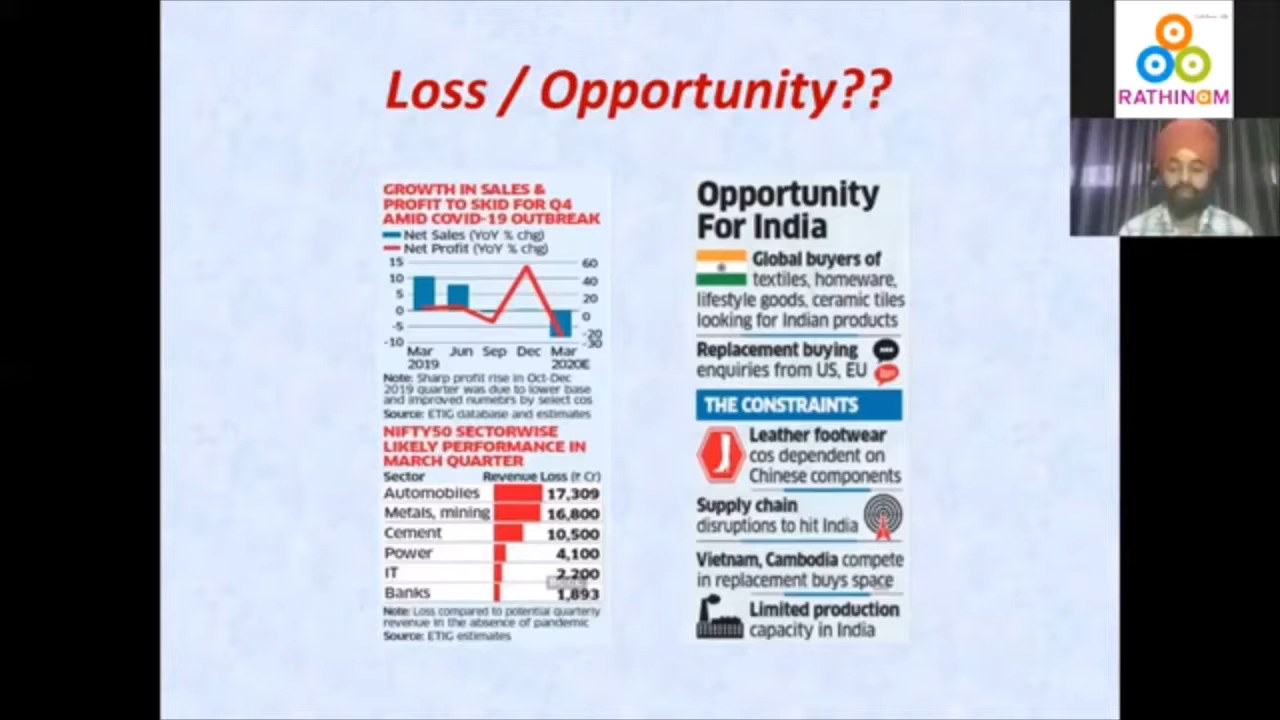 Loss / Opportunity??
GROWTH IN SALES &
PROFIT TO SKID FOR Q4
AMID COVID-19 OUTBREAK
Net Sales (YoY % chg)
Net Profit (YoY % chg)
15 60
10 40
5 20
0 0
-5 -20
-10 -30
Mar Jun Sep Dec Mar
2019 2020E
Note: Sharp profit rise in Oct-Dec
2019 quarter was due to lower base
and improved numebrs by select cos
Source: ETIG database and estimates
NIFTY50 SECTORWISE
LIKELY PERFORMANCE IN
MARCH QUARTER
Sector Revenue Loss (₹ Cr)
Automobiles 17,309
Metals, mining 16,800
Cement 10,500
Power 4,100
IT 2,200
Banks 1,893
Note: Loss compared to potential quarterly
revenue in the absence of pandemic
Source: ETIG estimates
Opportunity
For India
Global buyers of
textiles, homeware,
lifestyle goods, ceramic tiles
looking for Indian products
Replacement buying
enquiries from US, EU
THE CONSTRAINTS
Leather footwear
cos dependent on
Chinese components
Supply chain
disruptions to hit India
Vietnam, Cambodia compete
in replacement buys space
Limited production
capacity in India
RATHINAM